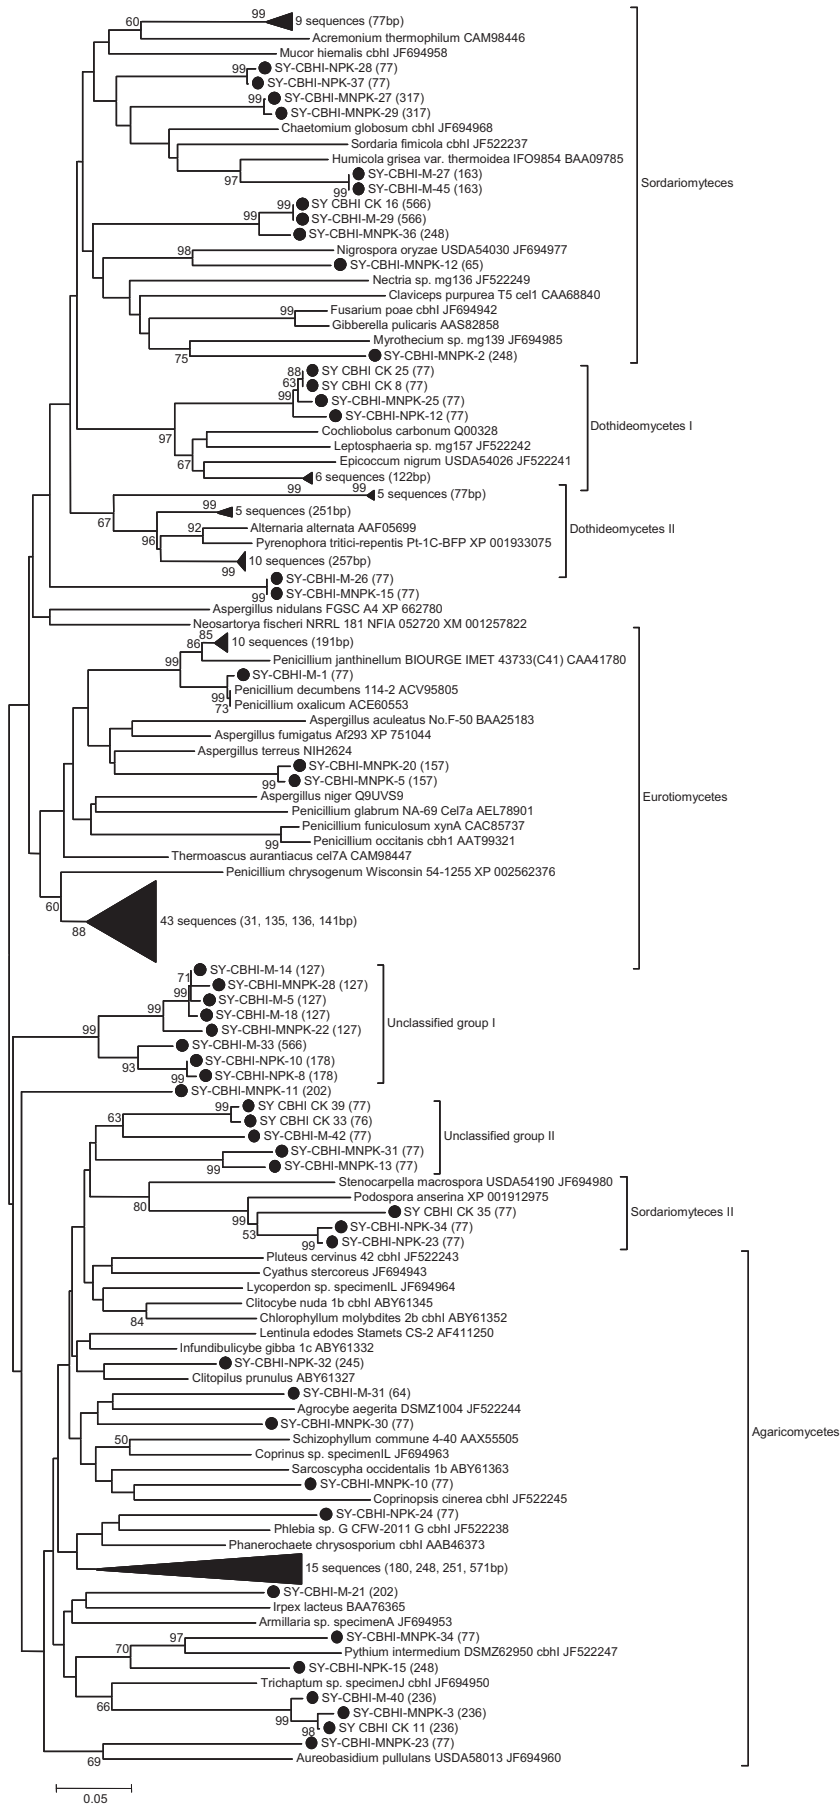 99
9 sequences (77bp)
60
Acremonium thermophilum CAM98446
Mucor hiemalis cbhI JF694958
99
SY-CBHI-NPK-28 (77)
SY-CBHI-NPK-37 (77)
99
SY-CBHI-MNPK-27 (317)
SY-CBHI-MNPK-29 (317)
Chaetomium globosum cbhI JF694968
Sordaria fimicola cbhI JF522237
Humicola grisea var. thermoidea IFO9854 BAA09785
97
SY-CBHI-M-27 (163)
99
SY-CBHI-M-45 (163)
Sordariomyteces
99
SY CBHI CK 16 (566)
99
SY-CBHI-M-29 (566)
SY-CBHI-MNPK-36 (248)
98
Nigrospora oryzae USDA54030 JF694977
SY-CBHI-MNPK-12 (65)
Nectria sp. mg136 JF522249
Claviceps purpurea T5 cel1 CAA68840
99
Fusarium poae cbhI JF694942
Gibberella pulicaris AAS82858
Myrothecium sp. mg139 JF694985
75
SY-CBHI-MNPK-2 (248)
88
SY CBHI CK 25 (77)
63
SY CBHI CK 8 (77)
99
SY-CBHI-MNPK-25 (77)
SY-CBHI-NPK-12 (77)
97
Cochliobolus carbonum Q00328
Leptosphaeria sp. mg157 JF522242
67
Epicoccum nigrum USDA54026 JF522241
6 sequences (122bp)
Dothideomycetes I
99
99
5 sequences (77bp)
67
99
5 sequences (251bp)
96
92
Alternaria alternata AAF05699
Pyrenophora tritici-repentis Pt-1C-BFP XP 001933075
99
10 sequences (257bp)
Dothideomycetes II
SY-CBHI-M-26 (77)
99
SY-CBHI-MNPK-15 (77)
Aspergillus nidulans FGSC A4 XP 662780
Neosartorya fischeri NRRL 181 NFIA 052720 XM 001257822
85
86
10 sequences (191bp)
99
Penicillium janthinellum BIOURGE IMET 43733(C41) CAA41780
SY-CBHI-M-1 (77)
99
Penicillium decumbens 114-2 ACV95805
73
Penicillium oxalicum ACE60553
Aspergillus aculeatus No.F-50 BAA25183
Aspergillus fumigatus Af293 XP 751044
Aspergillus terreus NIH2624
SY-CBHI-MNPK-20 (157)
99
SY-CBHI-MNPK-5 (157)
Aspergillus niger Q9UVS9
Eurotiomycetes
Penicillium glabrum NA-69 Cel7a AEL78901
Penicillium funiculosum xynA CAC85737
99
Penicillium occitanis cbh1 AAT99321
Thermoascus aurantiacus cel7A CAM98447
Penicillium chrysogenum Wisconsin 54-1255 XP 002562376
60
88
43 sequences (31, 135, 136, 141bp)
71
SY-CBHI-M-14 (127)
SY-CBHI-MNPK-28 (127)
99
SY-CBHI-M-5 (127)
99
SY-CBHI-M-18 (127)
Unclassified group I
99
SY-CBHI-MNPK-22 (127)
SY-CBHI-M-33 (566)
93
SY-CBHI-NPK-10 (178)
99
SY-CBHI-NPK-8 (178)
SY-CBHI-MNPK-11 (202)
99
SY CBHI CK 39 (77)
63
SY CBHI CK 33 (76)
SY-CBHI-M-42 (77)
Unclassified group II
SY-CBHI-MNPK-31 (77)
99
SY-CBHI-MNPK-13 (77)
Stenocarpella macrospora USDA54190 JF694980
80
Podospora anserina XP 001912975
99
SY CBHI CK 35 (77)
Sordariomyteces II
53
SY-CBHI-NPK-34 (77)
99
SY-CBHI-NPK-23 (77)
Pluteus cervinus 42 cbhI JF522243
Cyathus stercoreus JF694943
Lycoperdon sp. specimenIL JF694964
Clitocybe nuda 1b cbhI ABY61345
84
Chlorophyllum molybdites 2b cbhI ABY61352
Lentinula edodes Stamets CS-2 AF411250
Infundibulicybe gibba 1c ABY61332
SY-CBHI-NPK-32 (245)
Clitopilus prunulus ABY61327
SY-CBHI-M-31 (64)
Agrocybe aegerita DSMZ1004 JF522244
SY-CBHI-MNPK-30 (77)
Agaricomycetes
50
Schizophyllum commune 4-40 AAX55505
Coprinus sp. specimenIL JF694963
Sarcoscypha occidentalis 1b ABY61363
SY-CBHI-MNPK-10 (77)
Coprinopsis cinerea cbhI JF522245
SY-CBHI-NPK-24 (77)
Phlebia sp. G CFW-2011 G cbhI JF522238
Phanerochaete chrysosporium cbhI AAB46373
15 sequences (180, 248, 251, 571bp)
SY-CBHI-M-21 (202)
Irpex lacteus BAA76365
Armillaria sp. specimenA JF694953
97
SY-CBHI-MNPK-34 (77)
70
Pythium intermedium DSMZ62950 cbhI JF522247
SY-CBHI-NPK-15 (248)
Trichaptum sp. specimenJ cbhI JF694950
66
SY-CBHI-M-40 (236)
99
SY-CBHI-MNPK-3 (236)
98
SY CBHI CK 11 (236)
SY-CBHI-MNPK-23 (77)
69
Aureobasidium pullulans USDA58013 JF694960
0.05